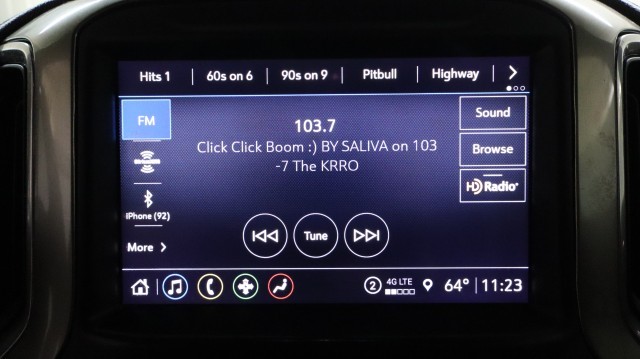 Hits 1 60s on 6 90s on 9 Pitbull Highway
FM
103.7
Click Click Boom :) BY SALIVA on 103
-7 The KRRO
Sound
Browse
HD Radio
iPhone (92)
More
Tune
2 4G LTE 64° 11:23